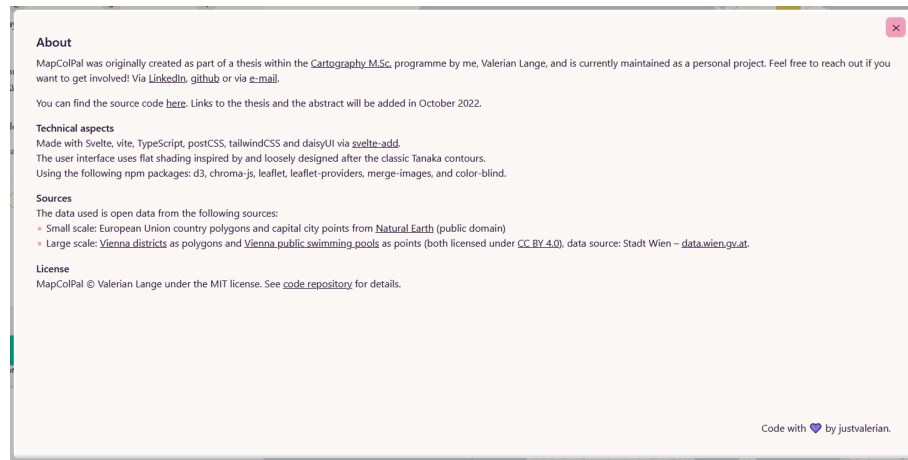 About
MapColPal was originally created as part of a thesis within the Cartography M.Sc. programme by me, Valerian Lange, and is currently maintained as a personal project. Feel free to reach out if you
want to get involved! Via LinkedIn, github or via e-mail.
You can find the source code here. Links to the thesis and the abstract will be added in October 2022.
Technical aspects
Made with Svelte, vite, TypeScript, postCSS, tailwindCSS and daisyUI via svelte-add.
The user interface uses flat shading inspired by and loosely designed after the classic Tanaka contours.
Using the following npm packages: d3, chroma-js, leaflet, leaflet-providers, merge-images, and color-blind.
Sources
The data used is open data from the following sources:
Small scale: European Union country polygons and capital city points from Natural Earth (public domain)
Large scale: Vienna districts as polygons and Vienna public swimming pools as points (both licensed under CC BY 4.0), data source: Stadt Wien – data.wien.gv.at.
License
MapColPal © Valerian Lange under the MIT license. See code repository for details.
Code with 💜 by justvalerian.